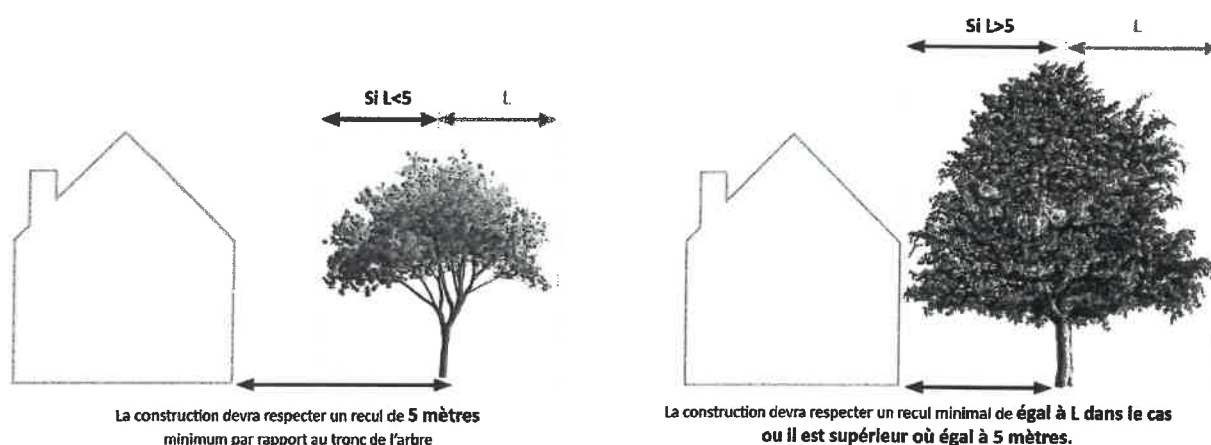 Si L<5
L
La construction devra respecter un recul de 5 mètres
minimum par rapport au tronc de l'arbre
Si L>5
L
La construction devra respecter un recul minimal de égal à L dans le cas
ou il est supérieur où égal à 5 mètres.